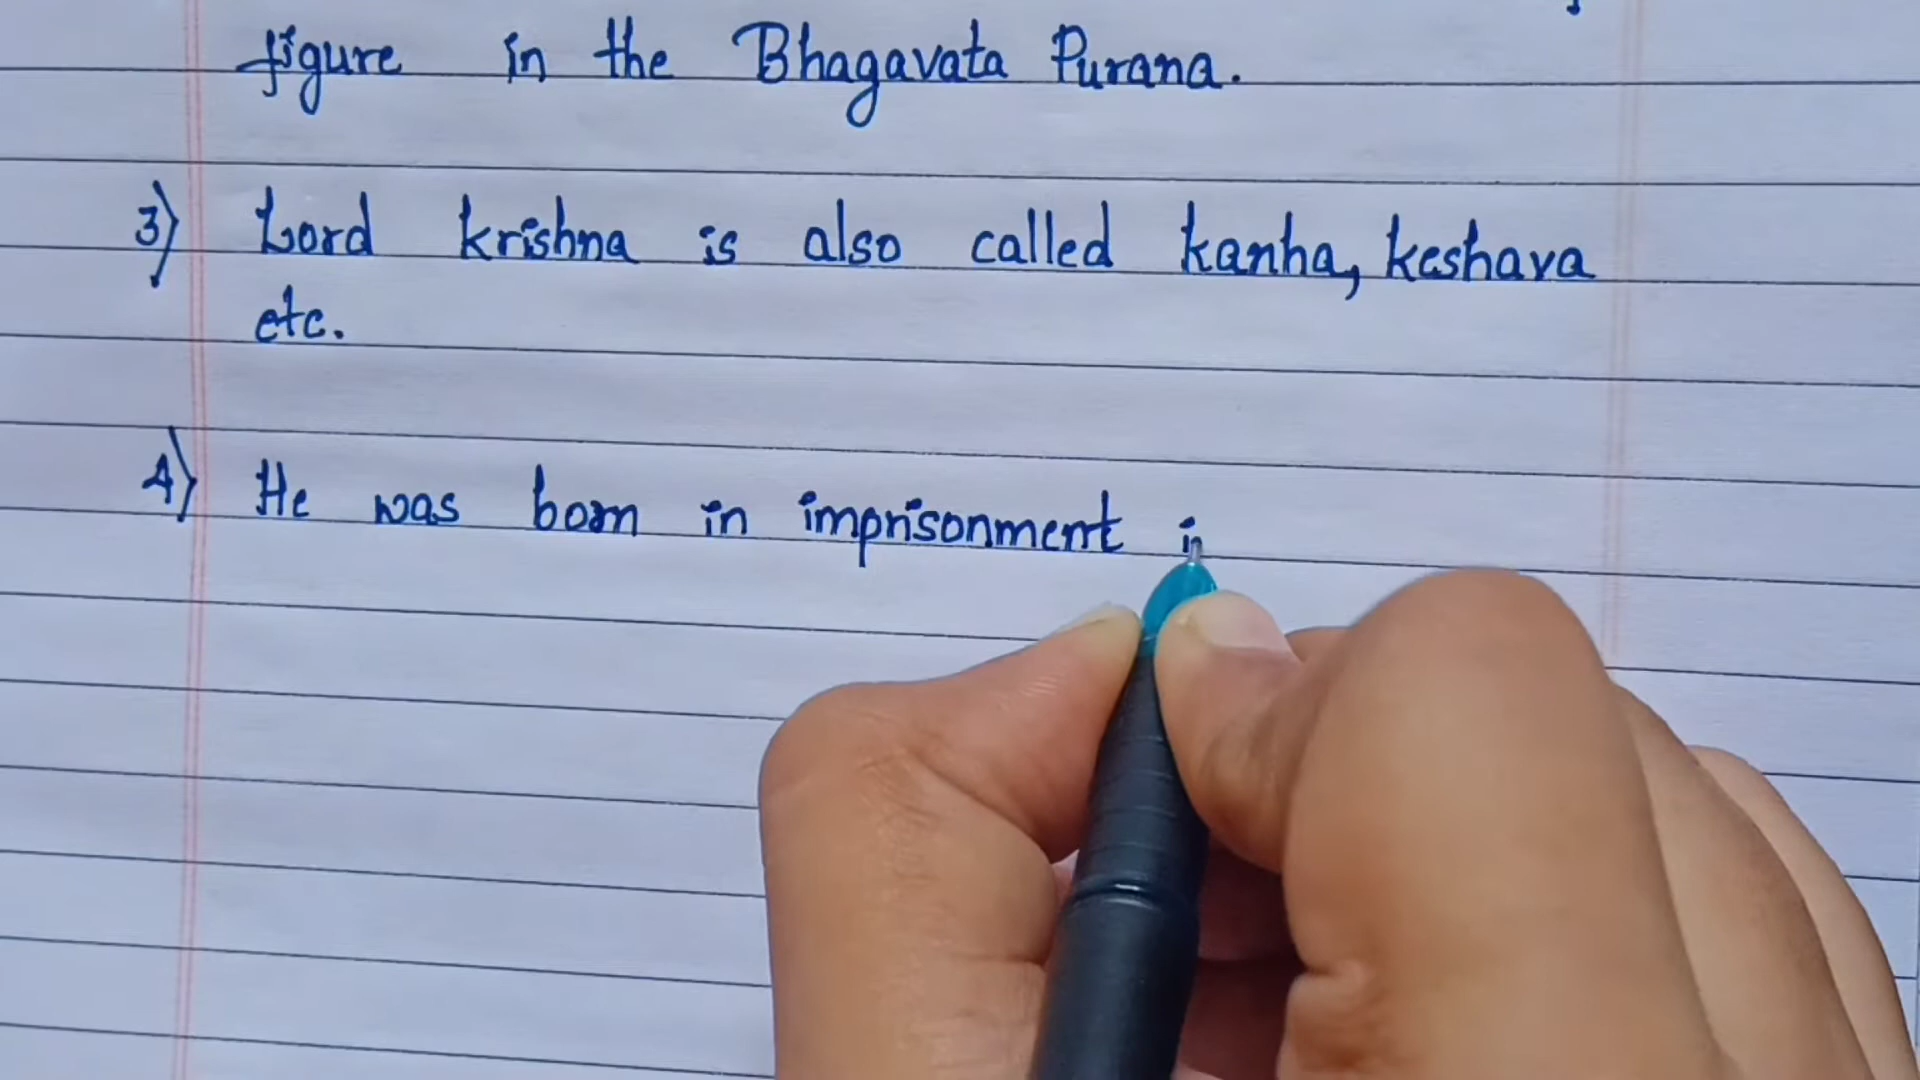 figure in the Bhagavata Purana.
3) Lord krishna is also called kanha, keshava
etc.
4) He was born in imprisonment in